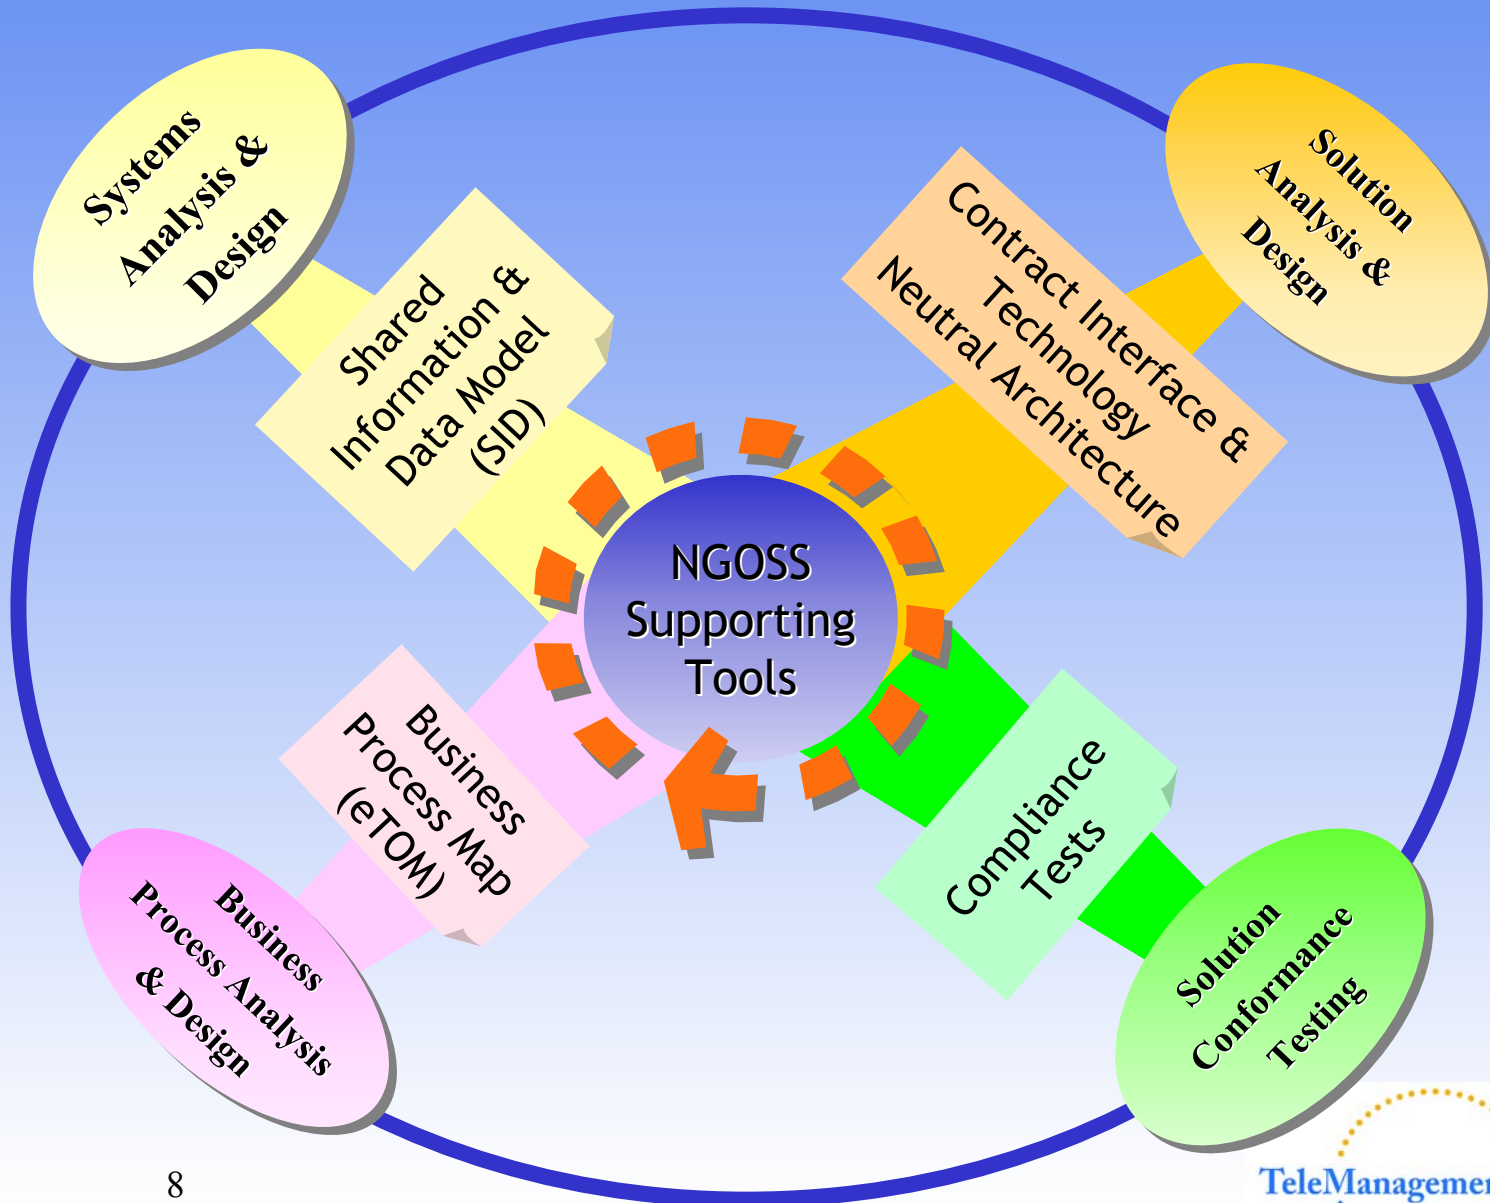 Systems
Analysis &
Design
Solution
Analysis &
Design
Shared
Information &
Data Model
(SID)
Contract Interface &
Technology
Neutral Architecture
NGOSS
Supporting
Tools
Business
Process Map
(eTOM)
Compliance
Tests
Business
Process Analysis
& Design
Solution
Conformance
Testing
8
TeleManagemen